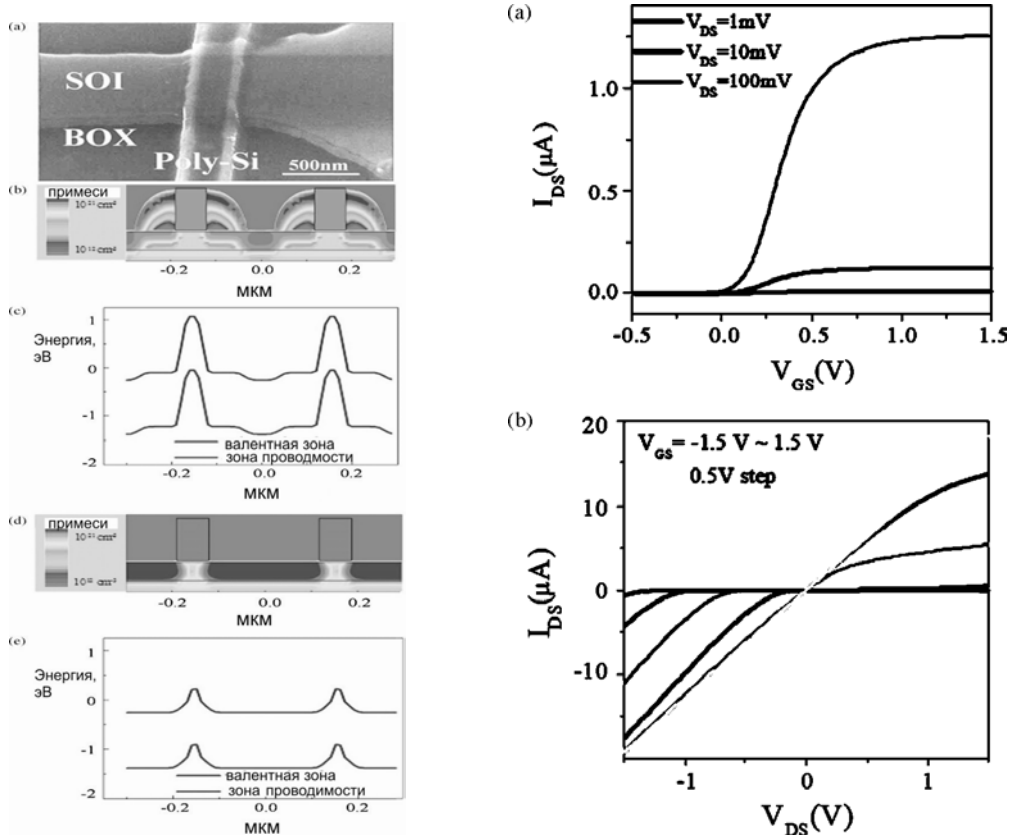 (a)
SOI
BOX
Poly-Si
500nm
(b)
примеси
-0.2 0.0 0.2
мкм
(c)
Энергия,
эВ
1
0
-1
-2
валентная зона
зона проводмости
-0.2 0.0 0.2
мкм
(d)
примеси
-0.2 0.0 0.2
мкм
(e)
Энергия,
эВ
1
0
-1
-2
валентная зона
зона проводимости
-0.2 0.0 0.2
мкм
(a)
V_DS=1mV
V_DS=10mV
V_DS=100mV
I_DS(µA)
1.0
0.5
0.0
-0.5 0.0 0.5 1.0 1.5
V_GS(V)
(b)
V_GS= -1.5 V ~ 1.5 V
0.5V step
I_DS(µA)
20
10
0
-10
-1 0 1
V_DS(V)